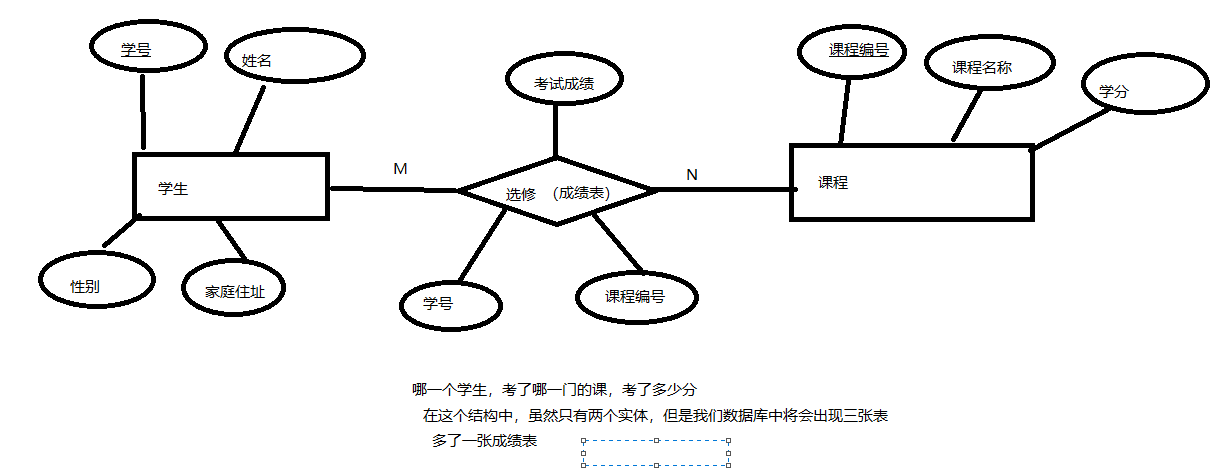 学号
姓名
考试成绩
课程编号
课程名称
学分
学生
M
选修 （成绩表）
N
课程
性别
家庭住址
学号
课程编号
哪一个学生，考了哪一门的课，考了多少分
在这个结构中，虽然只有两个实体，但是我们数据库中将会出现三张表
多了一张成绩表